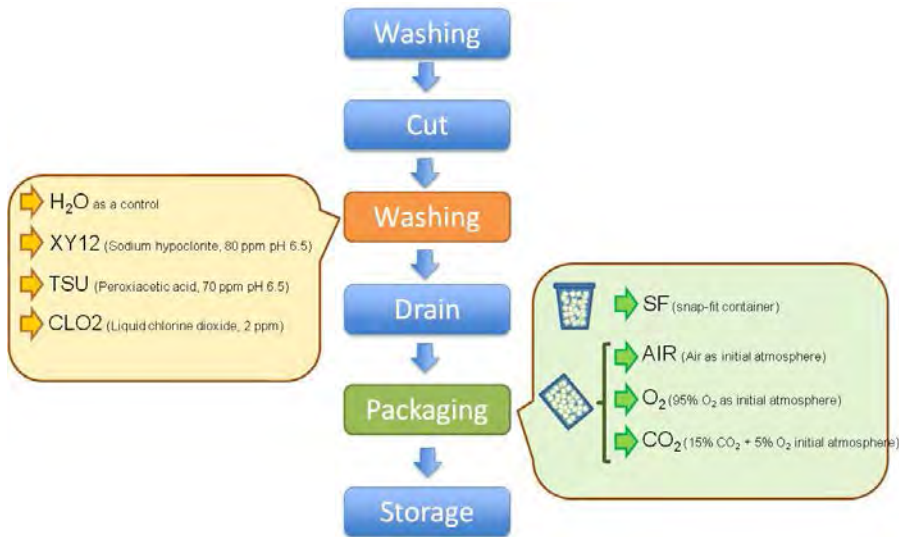 Washing
Cut
Washing
H₂O as a control
XY12 (Sodium hypoclorite, 80 ppm pH 6.5)
TSU (Peroxiacetic acid, 70 ppm pH 6.5)
CLO2 (Liquid chlorine dioxide, 2 ppm)
Drain
Packaging
SF (snap-fit container)
AIR (Air as initial atmosphere)
O₂ (95% O₂ as initial atmosphere)
CO₂ (15% CO₂ + 5% O₂ initial atmosphere)
Storage